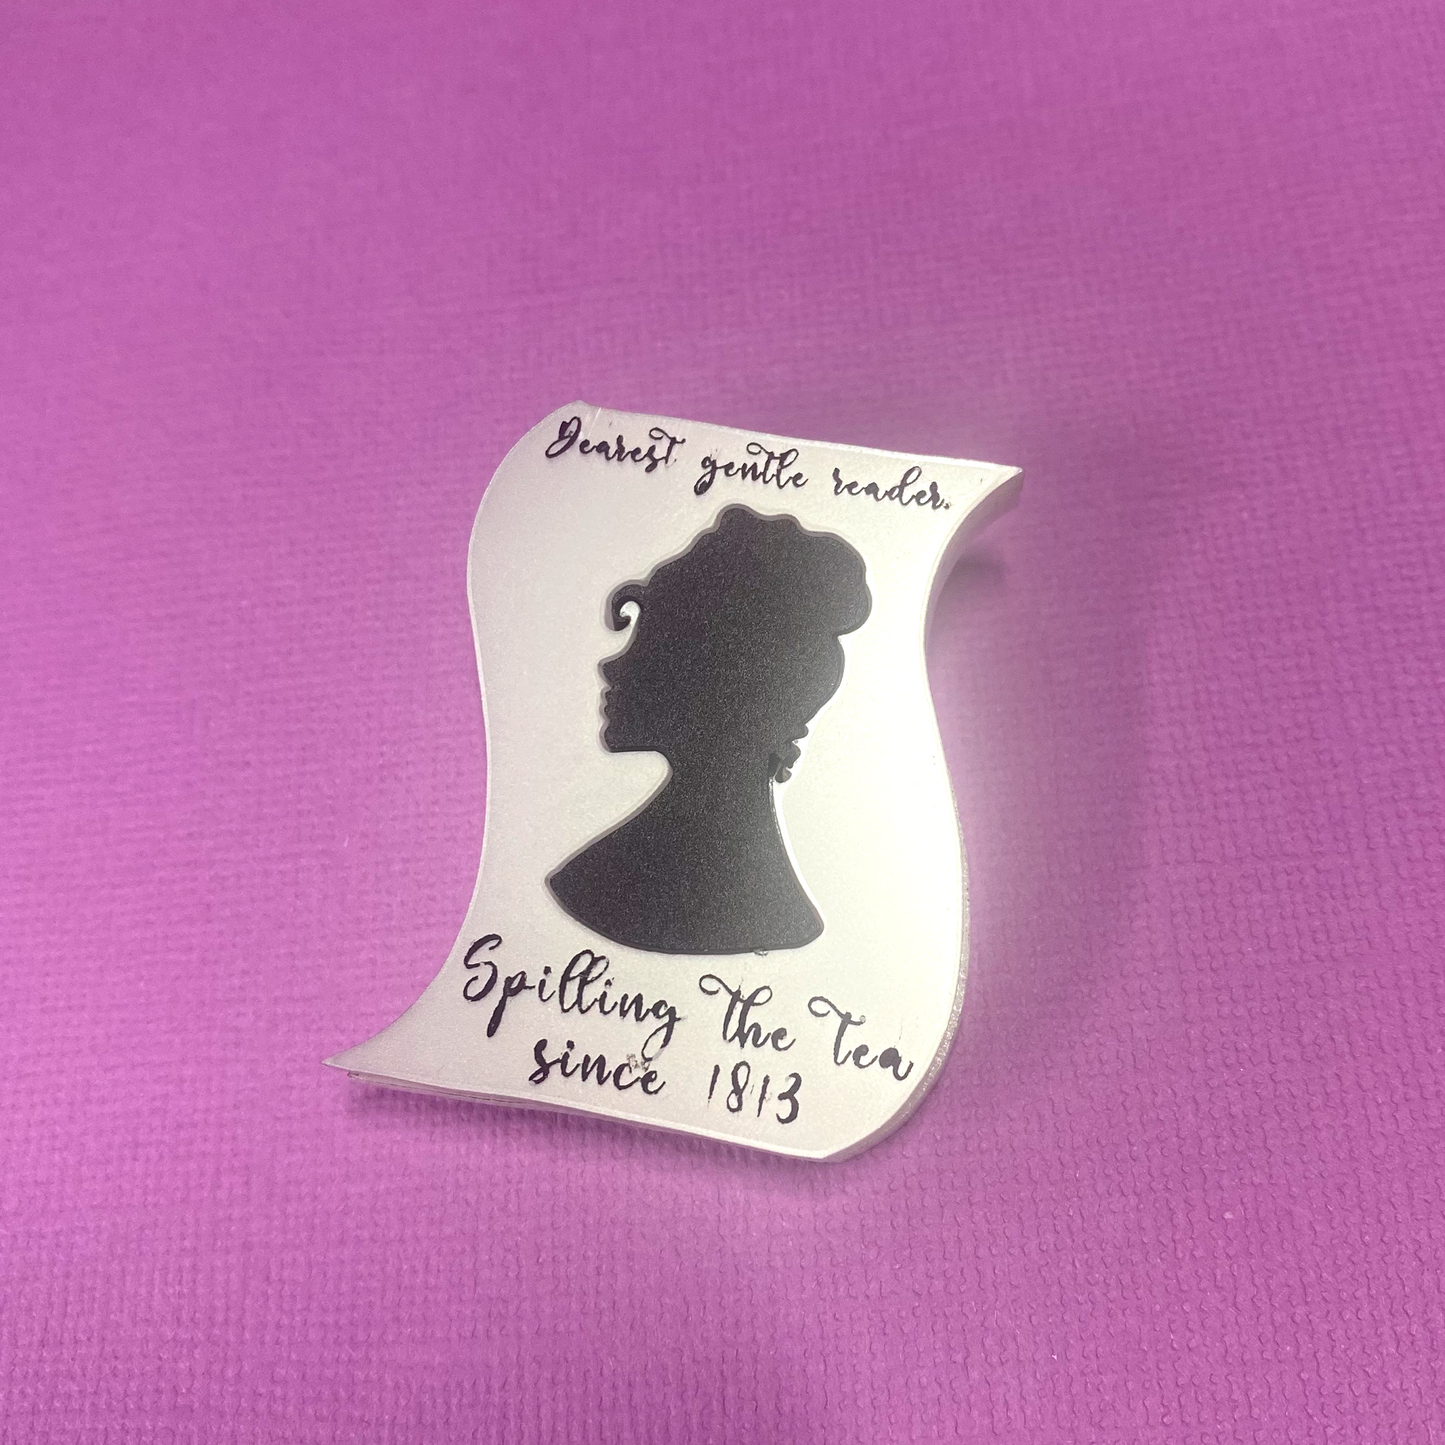 Dearest gentle reader.
Spilling The Tea
since 1813